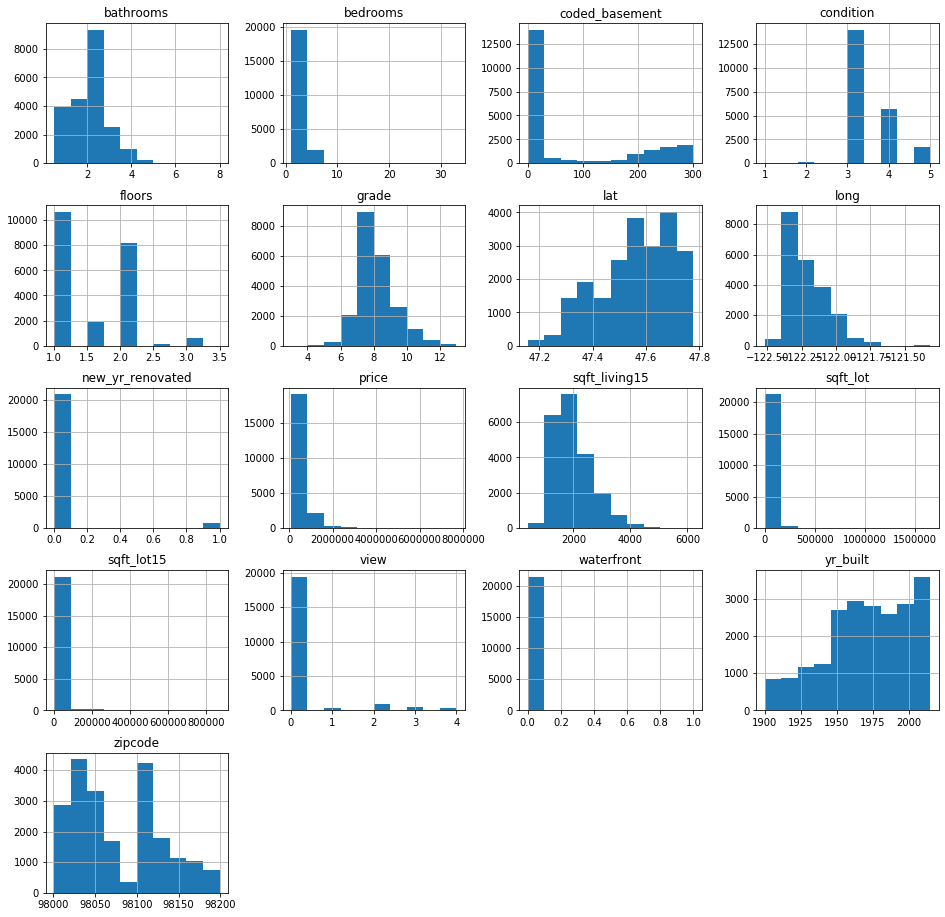 bathrooms
8000
6000
4000
2000
0
2 4 6 8
bedrooms
20000
15000
10000
5000
0
0 10 20 30
coded_basement
12500
10000
7500
5000
2500
0
0 100 200 300
condition
12500
10000
7500
5000
2500
0
1 2 3 4 5
floors
10000
8000
6000
4000
2000
0
1.0 1.5 2.0 2.5 3.0 3.5
grade
8000
6000
4000
2000
0
4 6 8 10 12
lat
4000
3000
2000
1000
0
47.2 47.4 47.6 47.8
long
8000
6000
4000
2000
0
−122.50 −122.25 −122.00 −121.75 −121.50
new_yr_renovated
20000
15000
10000
5000
0
0.0 0.2 0.4 0.6 0.8 1.0
price
15000
10000
5000
0
0 2000000 4000000 6000000 8000000
sqft_living15
6000
4000
2000
0
2000 4000 6000
sqft_lot
20000
15000
10000
5000
0
0 500000 1000000 1500000
sqft_lot15
20000
15000
10000
5000
0
0 200000 400000 600000 800000
view
20000
15000
10000
5000
0
0 1 2 3 4
waterfront
20000
15000
10000
5000
0
0.0 0.2 0.4 0.6 0.8 1.0
yr_built
3000
2000
1000
0
1900 1925 1950 1975 2000
zipcode
4000
3000
2000
1000
0
98000 98050 98100 98150 98200